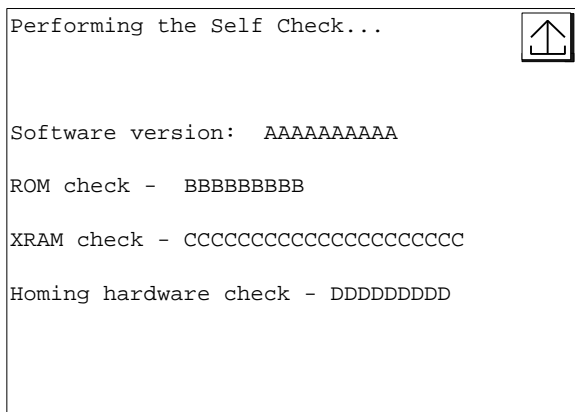 Performing the Self Check...
Software version: AAAAAAAAAA
ROM check - BBBBBBBBB
XRAM check - CCCCCCCCCCCCCCCCCCCCC
Homing hardware check - DDDDDDDDD